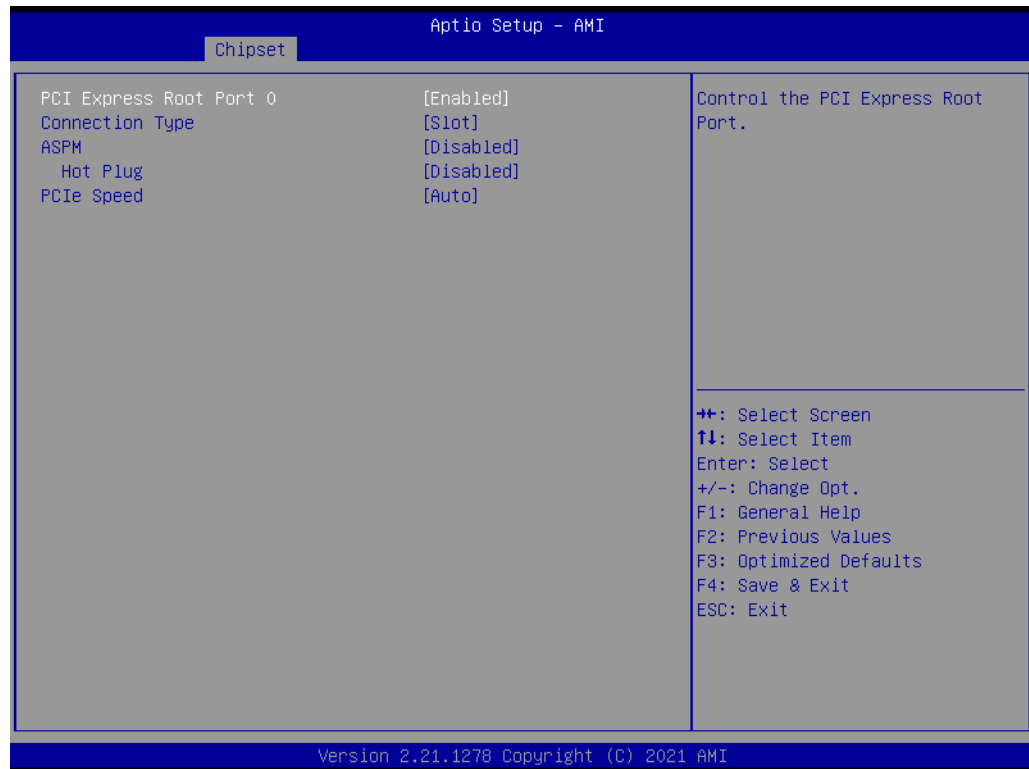 Aptio Setup – AMI
Chipset
PCI Express Root Port 0 [Enabled]
Connection Type [Slot]
ASPM [Disabled]
Hot Plug [Disabled]
PCIe Speed [Auto]
Control the PCI Express Root
Port.
→←: Select Screen
↑↓: Select Item
Enter: Select
+/-: Change Opt.
F1: General Help
F2: Previous Values
F3: Optimized Defaults
F4: Save & Exit
ESC: Exit
Version 2.21.1278 Copyright (C) 2021 AMI